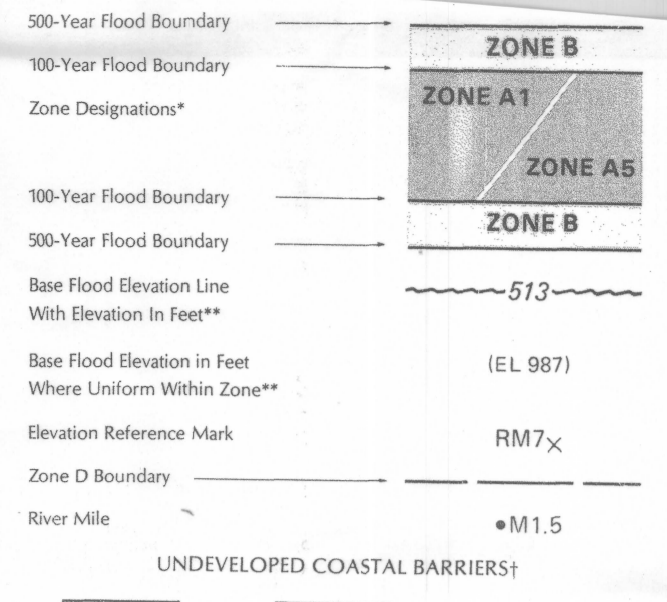 500-Year Flood Boundary
ZONE B
100-Year Flood Boundary
ZONE A1
Zone Designations*
ZONE A5
100-Year Flood Boundary
ZONE B
500-Year Flood Boundary
Base Flood Elevation Line
With Elevation In Feet**
513
Base Flood Elevation in Feet
Where Uniform Within Zone**
(EL 987)
Elevation Reference Mark
RM7×
Zone D Boundary
River Mile
•M1.5
UNDEVELOPED COASTAL BARRIERS†